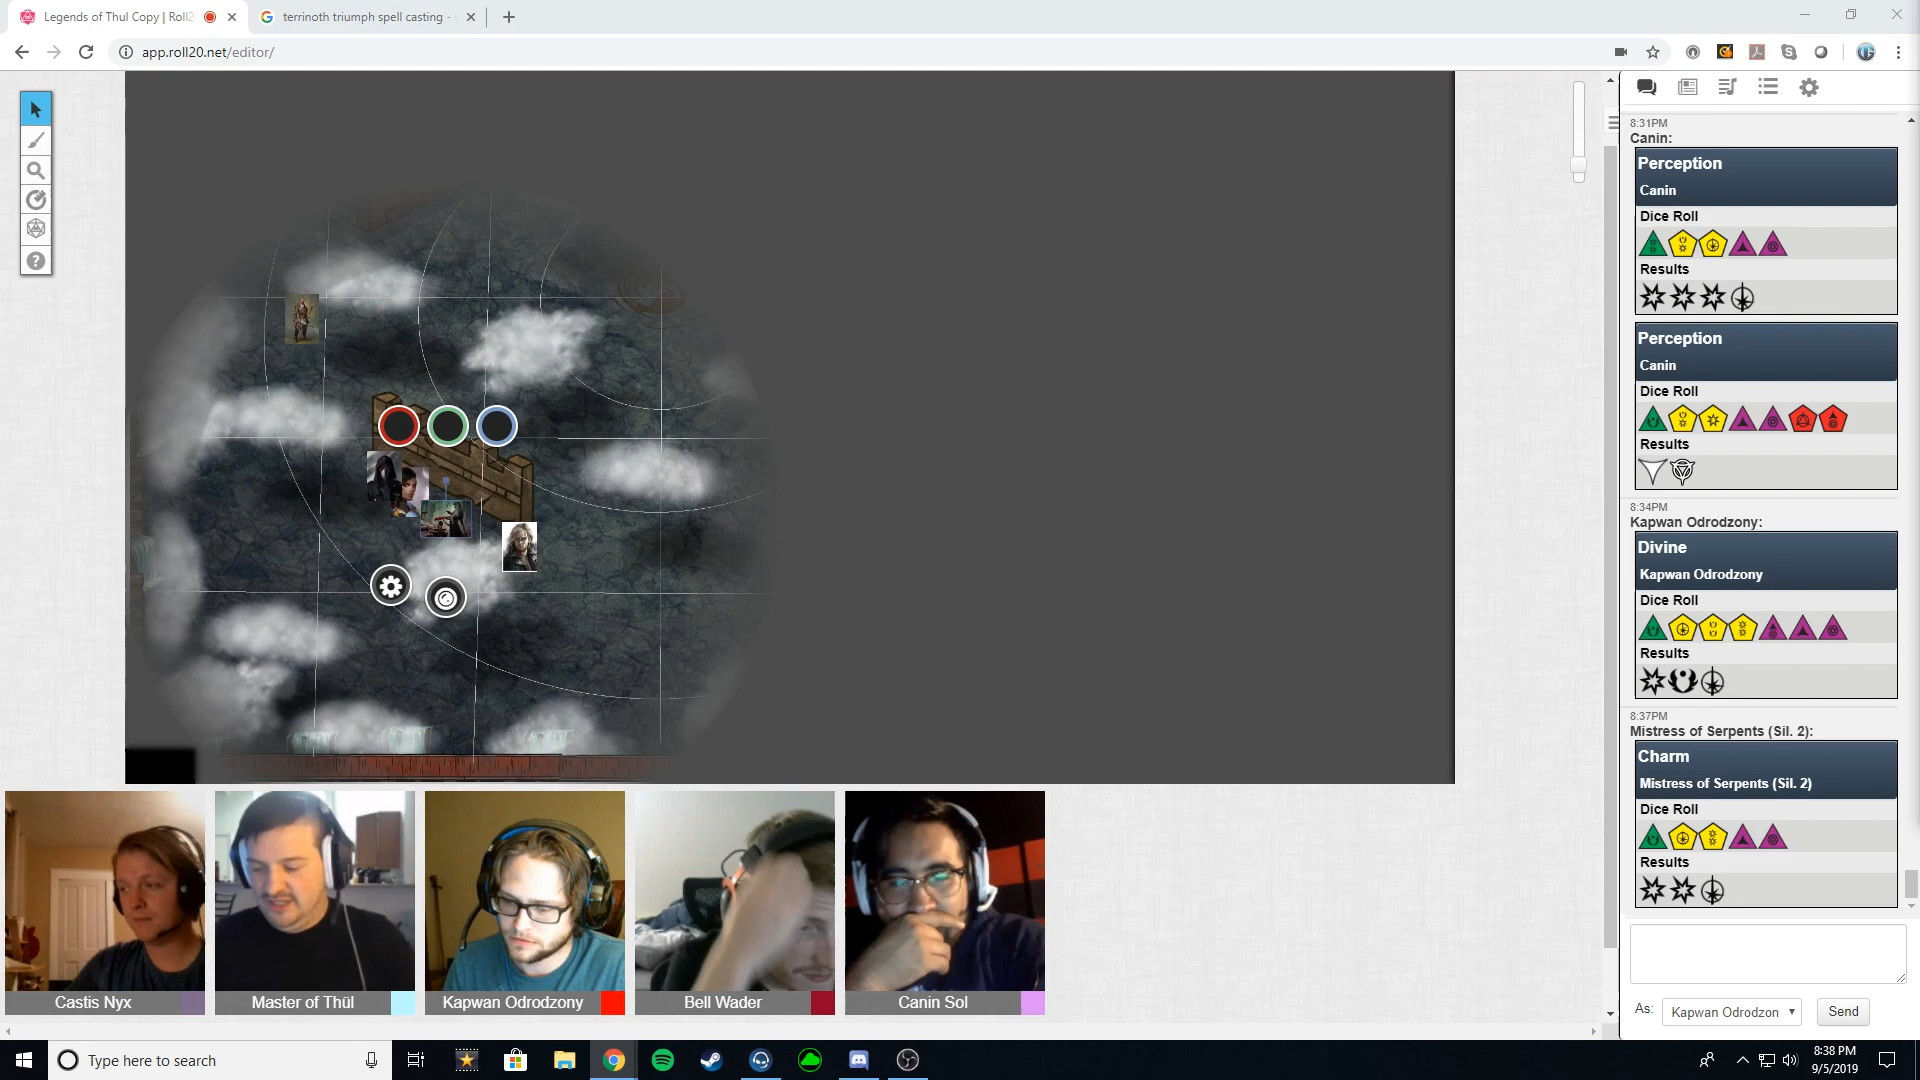 Legends of Thul Copy | Roll2
terrinoth triumph spell casting -
app.roll20.net/editor/
8:31PM
Canin:
Perception
Canin
Dice Roll
Results
Perception
Canin
Dice Roll
Results
8:34PM
Kapwan Odrodzony:
Divine
Kapwan Odrodzony
Dice Roll
Results
8:37PM
Mistress of Serpents (Sil. 2):
Charm
Mistress of Serpents (Sil. 2)
Dice Roll
Results
As:
Kapwan Odrodzon
Send
Castis Nyx
Master of Thül
Kapwan Odrodzony
Bell Wader
Canin Sol
Type here to search
8:38 PM
9/5/2019